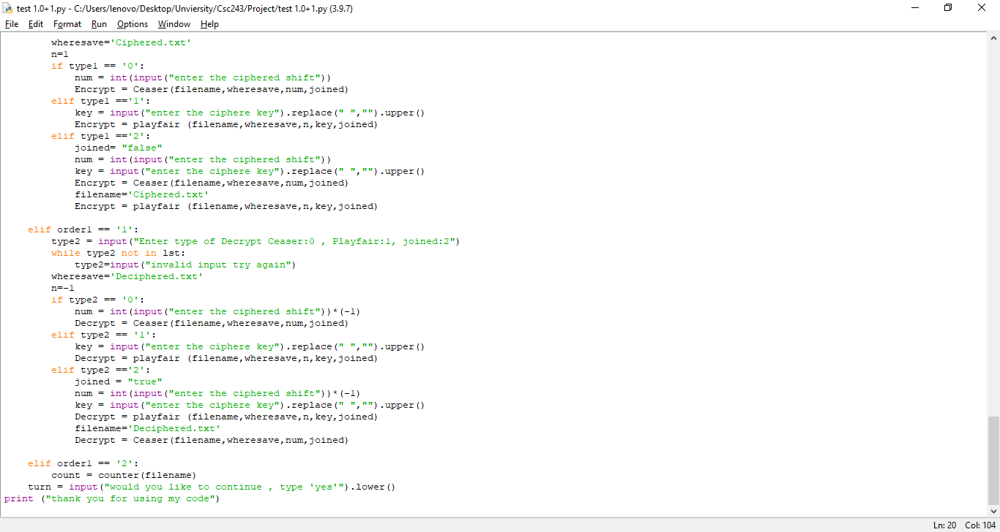 test 1.0+1.py - C:/Users/lenovo/Desktop/Unviersity/Csc243/Project/test 1.0+1.py (3.9.7)
File Edit Format Run Options Window Help
        wheresave='Ciphered.txt'
        n=1
        if type1 == '0':
            num = int(input("enter the ciphered shift"))
            Encrypt = Ceaser(filename,wheresave,num,joined)
        elif type1 =='1':
            key = input("enter the ciphere key").replace(" ","").upper()
            Encrypt = playfair (filename,wheresave,n,key,joined)
        elif type1 =='2':
            joined= "false"
            num = int(input("enter the ciphered shift"))
            key = input("enter the ciphere key").replace(" ","").upper()
            Encrypt = Ceaser(filename,wheresave,num,joined)
            filename='Ciphered.txt'
            Encrypt = playfair (filename,wheresave,n,key,joined)
    elif order1 == '1':
        type2 = input("Enter type of Decrypt Ceaser:0 , Playfair:1, joined:2")
        while type2 not in lst:
            type2=input("invalid input try again")
        wheresave='Deciphered.txt'
        n=-1
        if type2 == '0':
            num = int(input("enter the ciphered shift"))*(-1)
            Decrypt = Ceaser(filename,wheresave,num,joined)
        elif type2 == '1':
            key = input("enter the ciphere key").replace(" ","").upper()
            Decrypt = playfair (filename,wheresave,n,key,joined)
        elif type2 =='2':
            joined = "true"
            num = int(input("enter the ciphered shift"))*(-1)
            key = input("enter the ciphere key").replace(" ","").upper()
            Decrypt = playfair (filename,wheresave,n,key,joined)
            filename='Deciphered.txt'
            Decrypt = Ceaser(filename,wheresave,num,joined)
    elif order1 == '2':
        count = counter(filename)
    turn = input("would you like to continue , type 'yes'").lower()
print ("thank you for using my code")
Ln: 20 Col: 104